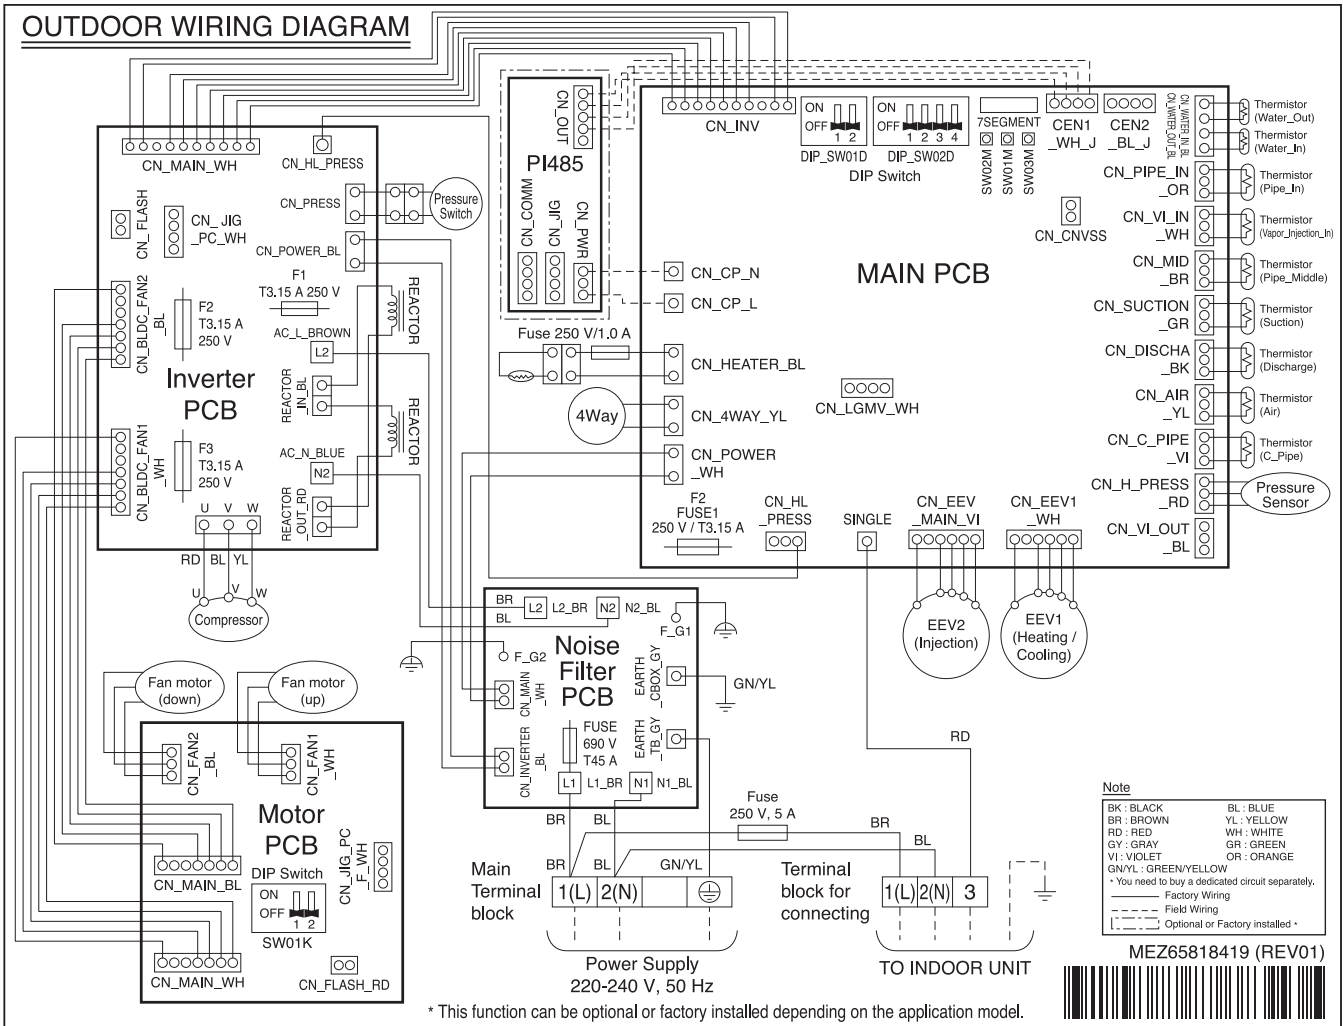 OUTDOOR WIRING DIAGRAM
CN_MAIN_WH
CN_HL_PRESS
CN_FLASH
CN_ JIG
_PC_WH
CN_PRESS
Pressure
Switch
CN_POWER_BL
F1
T3.15 A 250 V
REACTOR
CN_BLDC_FAN2
_BL
F2
T3.15 A
250 V
AC_L_BROWN
L2
Inverter
PCB
REACTOR
IN_BL
REACTOR
CN_BLDC_FAN1
_WH
F3
T3.15 A
250 V
AC_N_BLUE
N2
REACTOR
OUT_RD
U V W
RD BL YL
U V W
Compressor
CN_OUT
PI485
CN_COMM
CN_JIG
CN_PWR
Fuse 250 V/1.0 A
4Way
CN_INV
ON
OFF
1 2
DIP_SW01D
ON
OFF
1 2 3 4
DIP_SW02D
DIP Switch
7SEGMENT
SW02M
SW01M
SW03M
CEN1
_WH_J
CEN2
_BL_J
CN_WATER_IN_BL
CN_WATER_OUT_BL
Thermistor
(Water_Out)
Thermistor
(Water_In)
CN_PIPE_IN
_OR
Thermistor
(Pipe_In)
CN_CNVSS
CN_VI_IN
_WH
Thermistor
(Vapor_Injection_In)
CN_CP_N
CN_CP_L
MAIN PCB
CN_MID
_BR
Thermistor
(Pipe_Middle)
CN_SUCTION
_GR
Thermistor
(Suction)
CN_HEATER_BL
CN_DISCHA
_BK
Thermistor
(Discharge)
CN_LGMV_WH
CN_AIR
_YL
Thermistor
(Air)
CN_4WAY_YL
CN_C_PIPE
_VI
Thermistor
(C_Pipe)
CN_POWER
_WH
CN_H_PRESS
_RD
Pressure
Sensor
F2
FUSE1
250 V / T3.15 A
CN_HL
_PRESS
SINGLE
CN_EEV
_MAIN_VI
CN_EEV1
_WH
CN_VI_OUT
_BL
EEV2
(Injection)
EEV1
(Heating /
Cooling)
BR
BL
L2 L2_BR N2 N2_BL
F_G1
F_G2
Noise
Filter
PCB
CN_MAIN
_WH
EARTH
_CBOX_GY
GN/YL
FUSE
690 V
T45 A
EARTH
_TB_GY
CN_INVERTER
_BL
L1 L1_BR N1 N1_BL
Fan motor
(down)
Fan motor
(up)
CN_FAN2
_BL
CN_FAN1
_WH
Motor
PCB
CN_MAIN_BL
DIP Switch
ON
OFF
1 2
SW01K
CN_JIG_PC
F_WH
CN_MAIN_WH
CN_FLASH_RD
BR BL
BR BL GN/YL
Fuse
250 V, 5 A
BR
BL
RD
Main
Terminal
block
1(L) 2(N)
Power Supply
220-240 V, 50 Hz
Terminal
block for
connecting
1(L) 2(N) 3
TO INDOOR UNIT
Note
BK : BLACK BL : BLUE
BR : BROWN YL : YELLOW
RD : RED WH : WHITE
GY : GRAY GR : GREEN
VI : VIOLET OR : ORANGE
GN/YL : GREEN/YELLOW
* You need to buy a dedicated circuit separately.
Factory Wiring
Field Wiring
Optional or Factory installed *
MEZ65818419 (REV01)
* This function can be optional or factory installed depending on the application model.